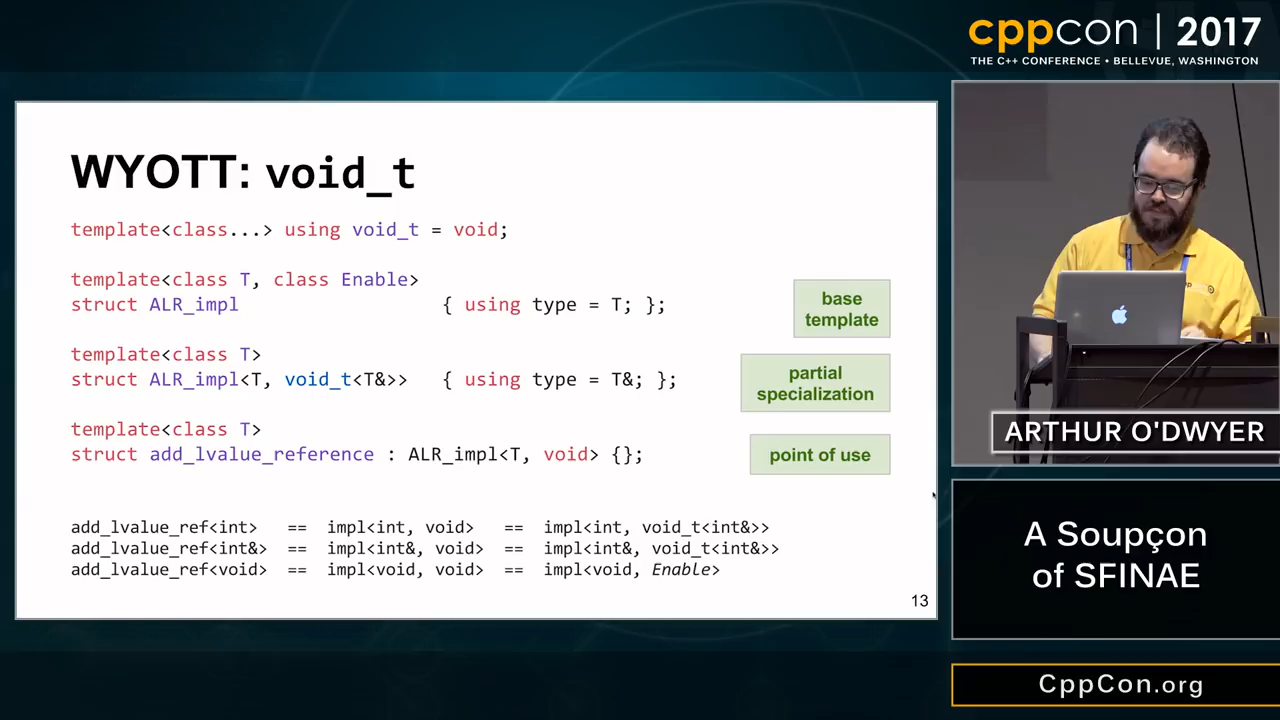 cppcon | 2017
THE C++ CONFERENCE • BELLEVUE, WASHINGTON
WYOTT: void_t
template<class...> using void_t = void;
template<class T, class Enable>
struct ALR_impl { using type = T; };
base
template
template<class T>
struct ALR_impl<T, void_t<T&>> { using type = T&; };
partial
specialization
template<class T>
struct add_lvalue_reference : ALR_impl<T, void> {};
point of use
add_lvalue_ref<int> == impl<int, void> == impl<int, void_t<int&>>
add_lvalue_ref<int&> == impl<int&, void> == impl<int&, void_t<int&>>
add_lvalue_ref<void> == impl<void, void> == impl<void, Enable>
13
ARTHUR O'DWYER
A Soupçon
of SFINAE
CppCon.org